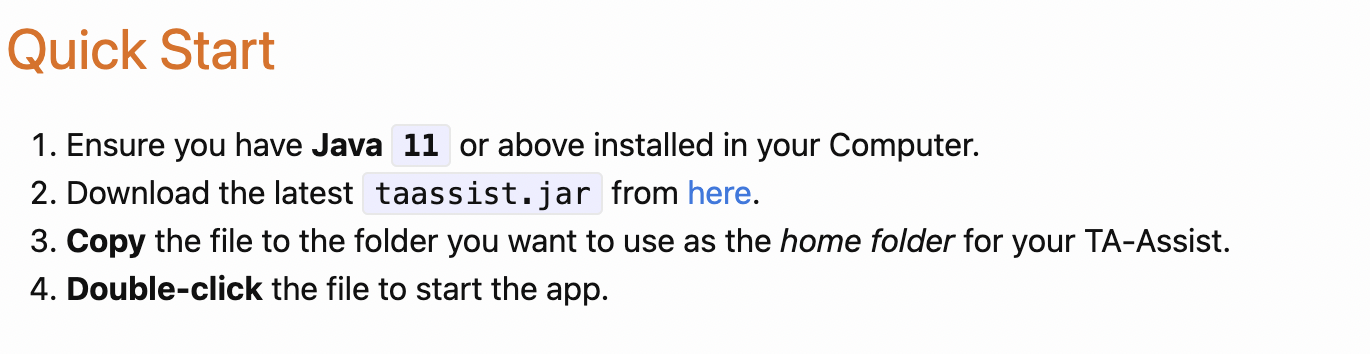 Quick Start
1. Ensure you have Java 11 or above installed in your Computer.
2. Download the latest taassist.jar from here.
3. Copy the file to the folder you want to use as the home folder for your TA-Assist.
4. Double-click the file to start the app.